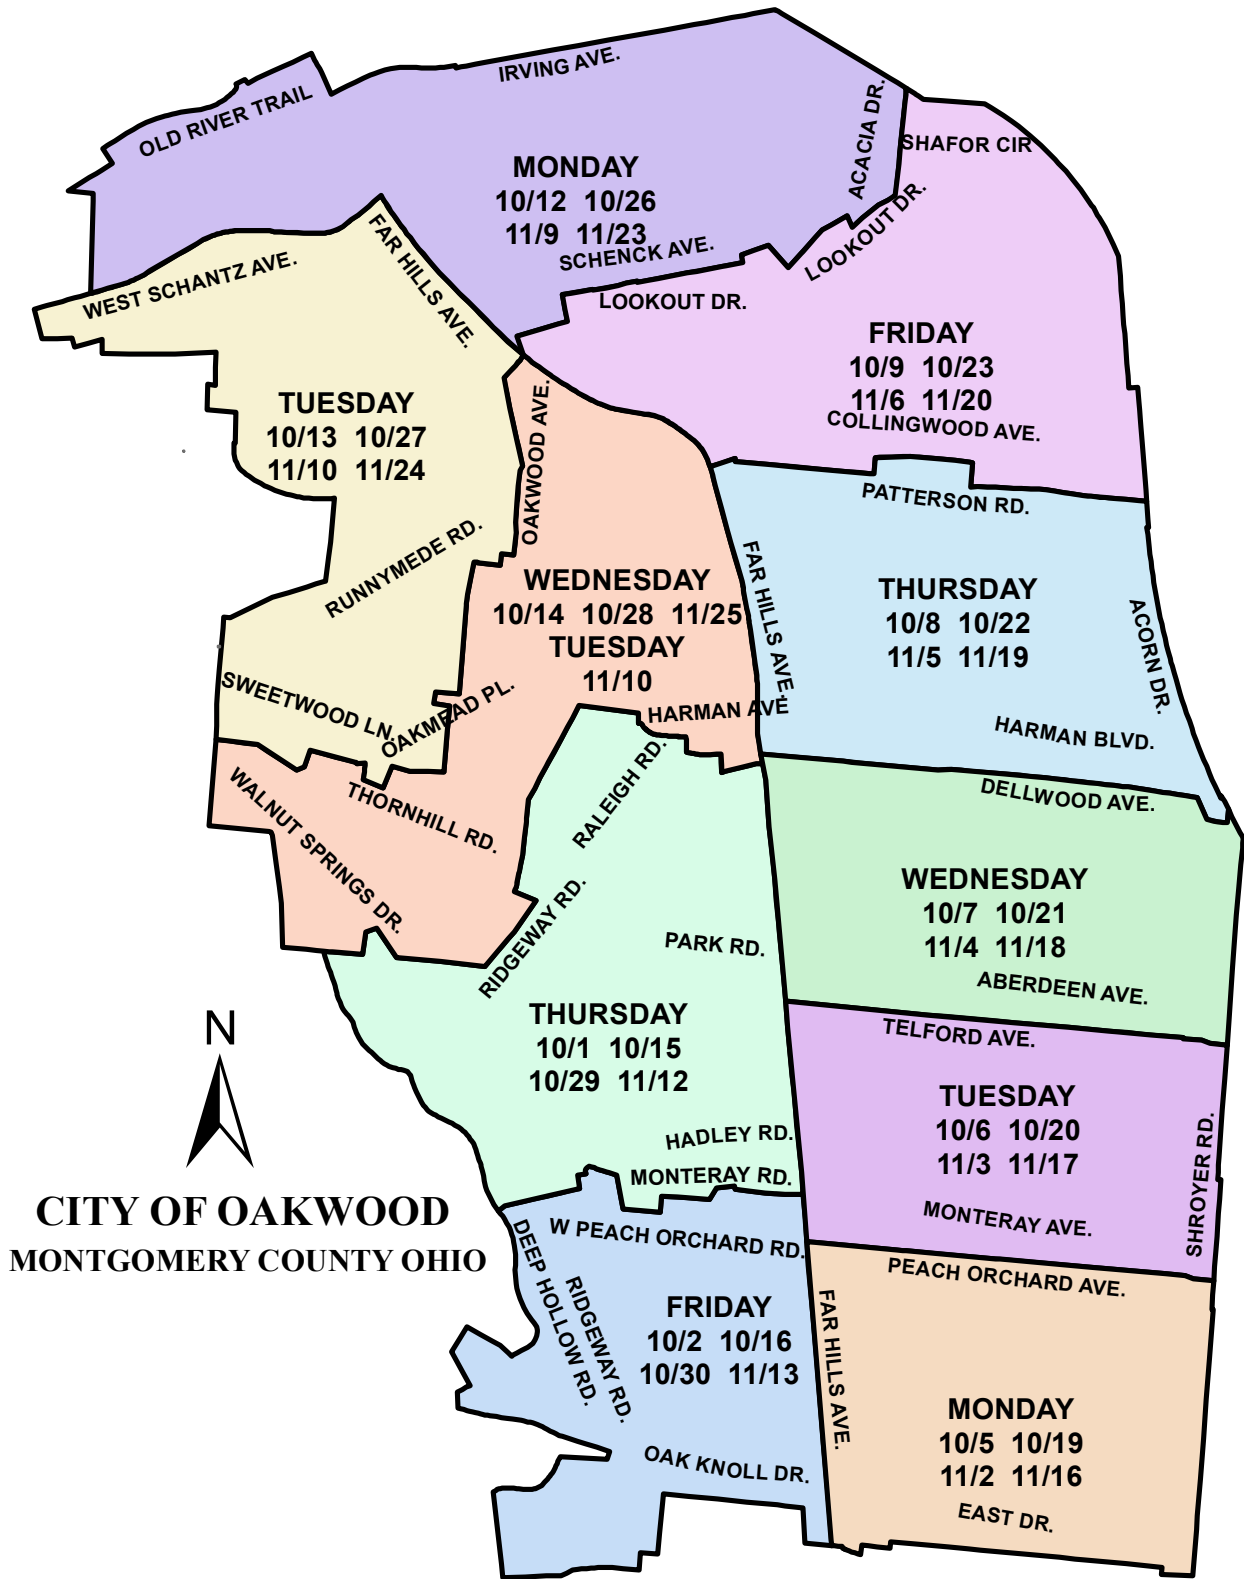 IRVING AVE.
OLD RIVER TRAIL
ACACIA DR.
SHAFOR CIR
MONDAY
10/12 10/26
11/9 11/23
SCHENCK AVE.
LOOKOUT DR.
LOOKOUT DR.
WEST SCHANTZ AVE.
FAR HILLS AVE.
FRIDAY
10/9 10/23
11/6 11/20
COLLINGWOOD AVE.
TUESDAY
10/13 10/27
11/10 11/24
OAKWOOD AVE.
PATTERSON RD.
RUNNYMEDE RD.
WEDNESDAY
10/14 10/28 11/25
TUESDAY
11/10
FAR HILLS AVE.
THURSDAY
10/8 10/22
11/5 11/19
ACORN DR.
SWEETWOOD LN.
OAKMEAD PL.
HARMAN AVE
HARMAN BLVD.
RALEIGH RD.
WALNUT SPRINGS DR.
THORNHILL RD.
DELLWOOD AVE.
WEDNESDAY
10/7 10/21
11/4 11/18
RIDGEWAY RD.
PARK RD.
ABERDEEN AVE.
THURSDAY
10/1 10/15
10/29 11/12
TELFORD AVE.
N
TUESDAY
10/6 10/20
11/3 11/17
HADLEY RD.
MONTERAY RD.
SHROYER RD.
CITY OF OAKWOOD
MONTGOMERY COUNTY OHIO
MONTERAY AVE.
W PEACH ORCHARD RD.
DEEP HOLLOW RD.
RIDGEWAY RD.
PEACH ORCHARD AVE.
FRIDAY
10/2 10/16
10/30 11/13
FAR HILLS AVE.
MONDAY
10/5 10/19
11/2 11/16
OAK KNOLL DR.
EAST DR.